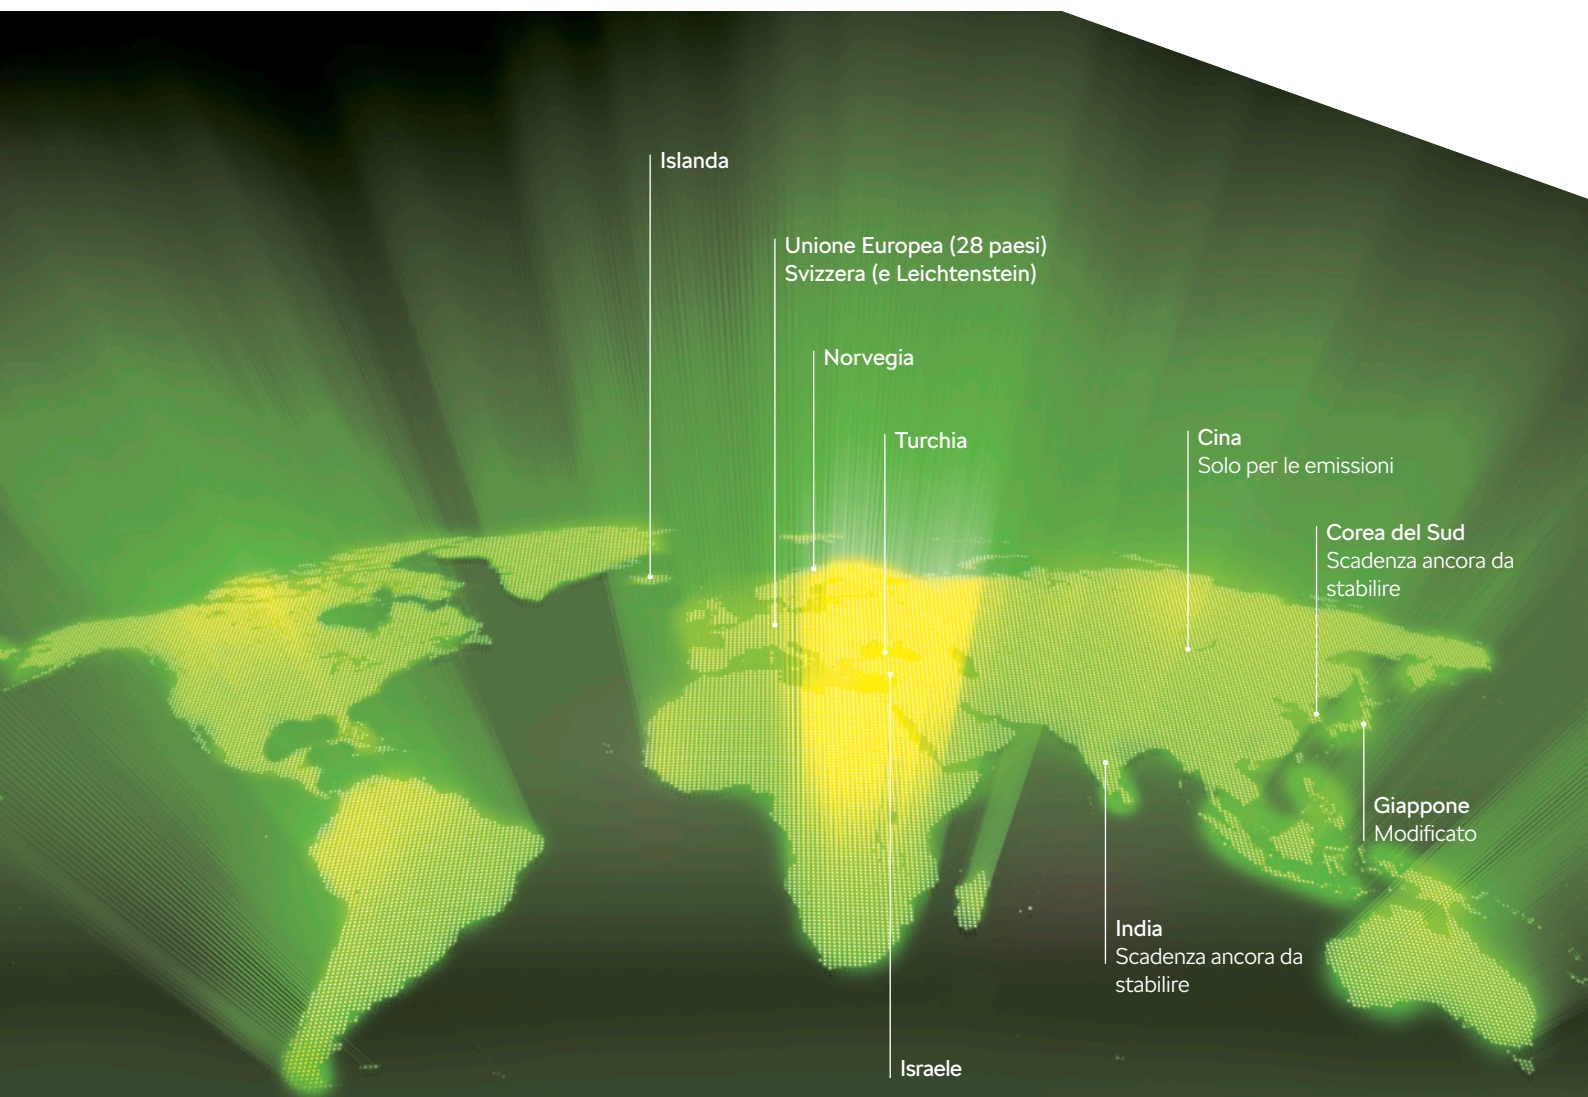 Islanda
Unione Europea (28 paesi)
Svizzera (e Leichtenstein)
Norvegia
Turchia
Cina
Solo per le emissioni
Corea del Sud
Scadenza ancora da
stabilire
Giappone
Modificato
India
Scadenza ancora da
stabilire
Israele